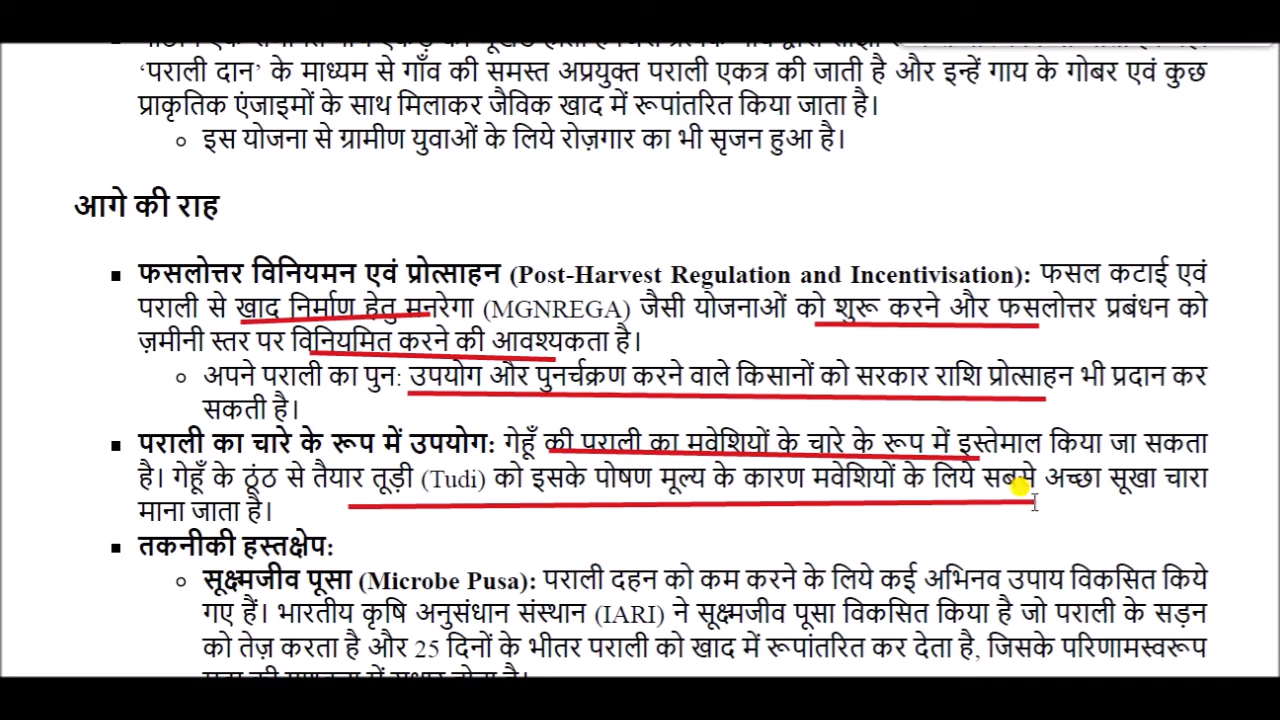 ‘पराली दान’ के माध्यम से गाँव की समस्त अप्रयुक्त पराली एकत्र की जाती है और इन्हें गाय के गोबर एवं कुछ
प्राकृतिक एंजाइमों के साथ मिलाकर जैविक खाद में रूपांतरित किया जाता है।
○ इस योजना से ग्रामीण युवाओं के लिये रोज़गार का भी सृजन हुआ है।
आगे की राह
▪ फसलोत्तर विनियमन एवं प्रोत्साहन (Post-Harvest Regulation and Incentivisation): फसल कटाई एवं
पराली से खाद निर्माण हेतु मनरेगा (MGNREGA) जैसी योजनाओं को शुरू करने और फसलोत्तर प्रबंधन को
ज़मीनी स्तर पर विनियमित करने की आवश्यकता है।
○ अपने पराली का पुन: उपयोग और पुनर्चक्रण करने वाले किसानों को सरकार राशि प्रोत्साहन भी प्रदान कर
सकती है।
▪ पराली का चारे के रूप में उपयोग: गेहूँ की पराली का मवेशियों के चारे के रूप में इस्तेमाल किया जा सकता
है। गेहूँ के ठूंठ से तैयार तूड़ी (Tudi) को इसके पोषण मूल्य के कारण मवेशियों के लिये सबसे अच्छा सूखा चारा
माना जाता है।
▪ तकनीकी हस्तक्षेप:
○ सूक्ष्मजीव पूसा (Microbe Pusa): पराली दहन को कम करने के लिये कई अभिनव उपाय विकसित किये
गए हैं। भारतीय कृषि अनुसंधान संस्थान (IARI) ने सूक्ष्मजीव पूसा विकसित किया है जो पराली के सड़न
को तेज़ करता है और 25 दिनों के भीतर पराली को खाद में रूपांतरित कर देता है, जिसके परिणामस्वरूप